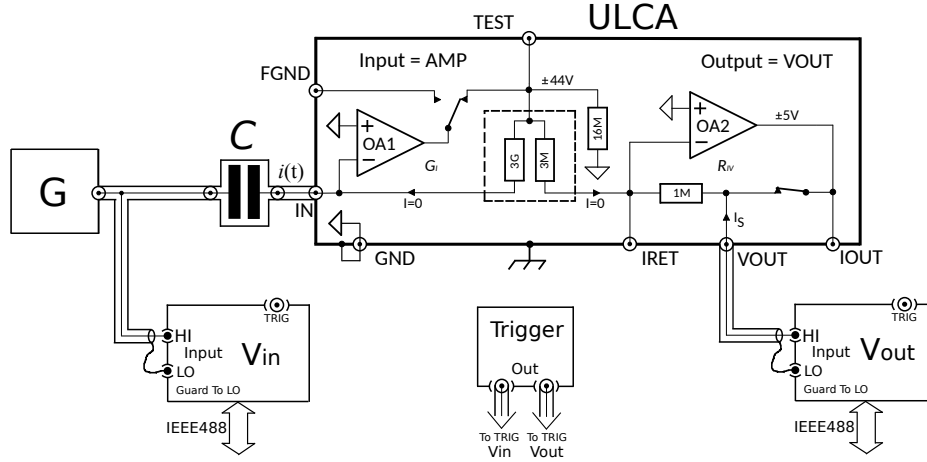 ULCA
TEST
Input = AMP
Output = VOUT
FGND
±44V
±5V
C
+
OA1
−
Gi
3G
3M
16M
+
OA2
−
RIV
G
i(t)
IN
I=0
I=0
1M
IS
GND
IRET
VOUT
IOUT
TRIG
HI
Input
Vin
LO
Guard To LO
IEEE488
Trigger
Out
To TRIG
Vin
To TRIG
Vout
TRIG
HI
Input
Vout
LO
Guard To LO
IEEE488